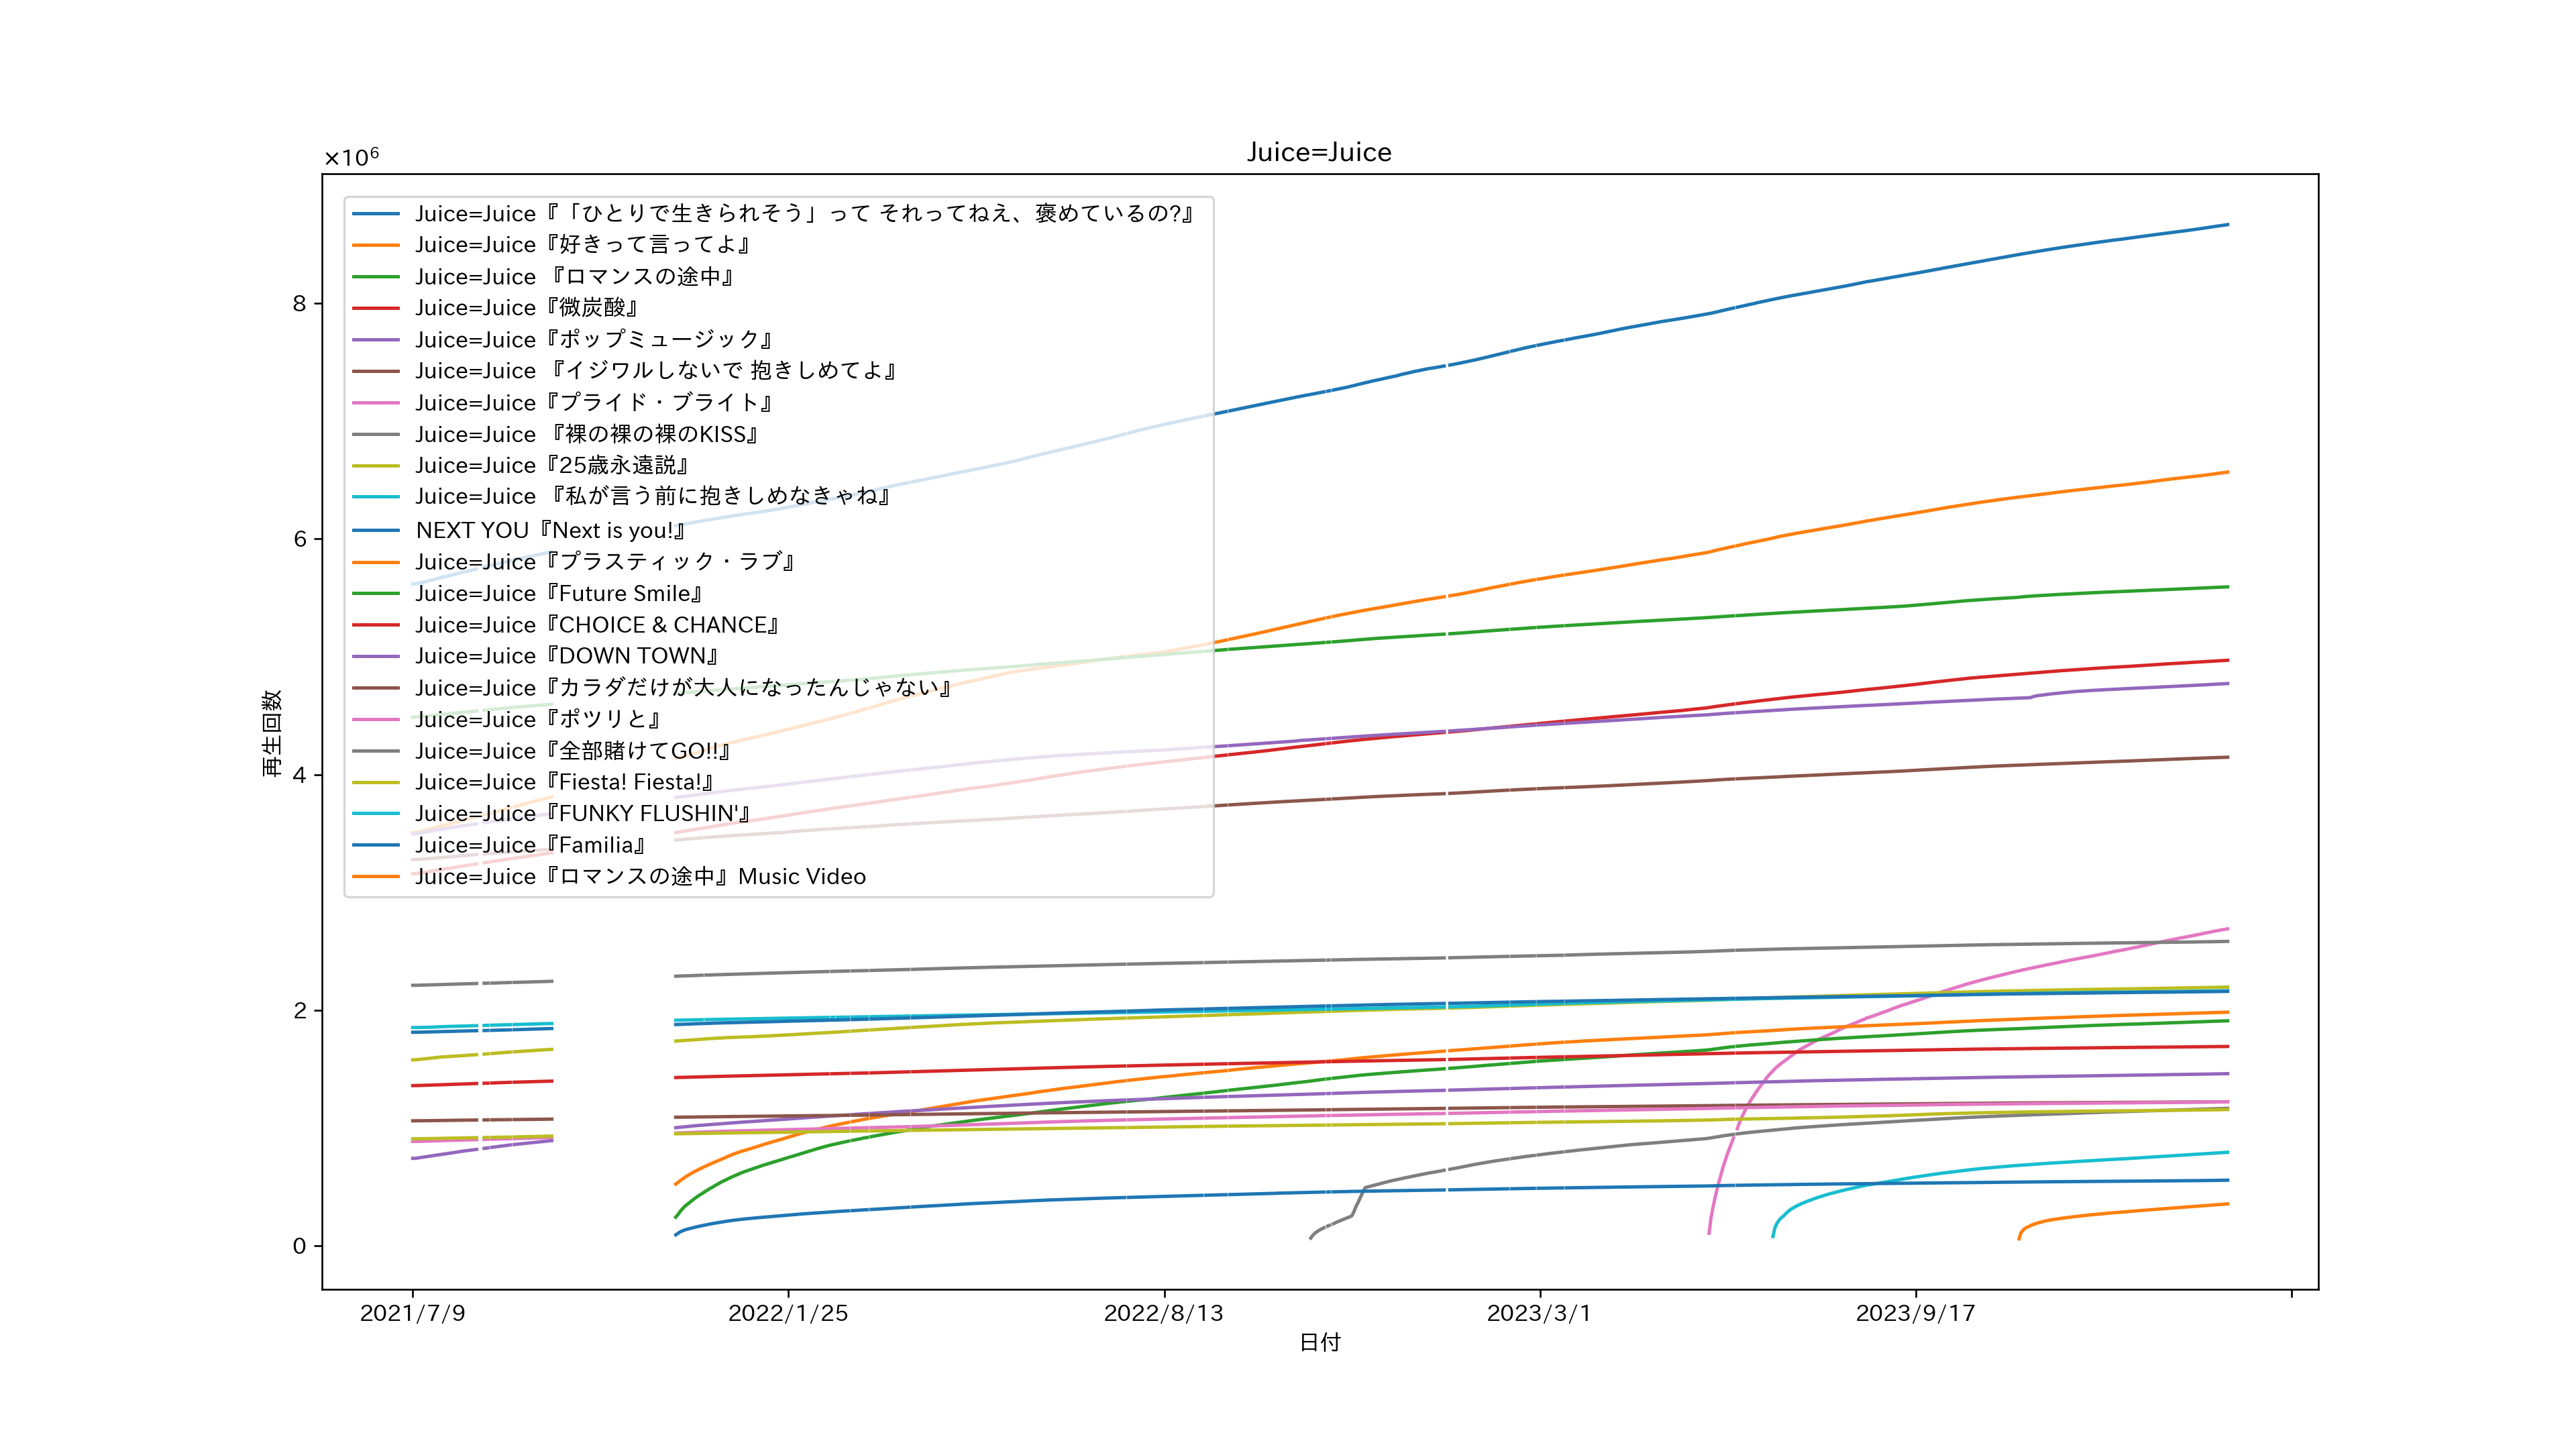 Juice=Juice
×10⁶
Juice=Juice『「ひとりで生きられそう」って それってねえ、褒めているの?』
Juice=Juice『好きって言ってよ』
Juice=Juice 『ロマンスの途中』
Juice=Juice『微炭酸』
Juice=Juice『ポップミュージック』
Juice=Juice 『イジワルしないで 抱きしめてよ』
Juice=Juice『プライド・ブライト』
Juice=Juice 『裸の裸の裸のKISS』
Juice=Juice『25歳永遠説』
Juice=Juice 『私が言う前に抱きしめなきゃね』
NEXT YOU『Next is you!』
Juice=Juice『プラスティック・ラブ』
Juice=Juice『Future Smile』
Juice=Juice『CHOICE & CHANCE』
Juice=Juice『DOWN TOWN』
Juice=Juice『カラダだけが大人になったんじゃない』
Juice=Juice『ポツリと』
Juice=Juice『全部賭けてGO!!』
Juice=Juice『Fiesta! Fiesta!』
Juice=Juice『FUNKY FLUSHIN'』
Juice=Juice『Familia』
Juice=Juice『ロマンスの途中』Music Video
8
6
4
2
0
再生回数
2021/7/9
2022/1/25
2022/8/13
2023/3/1
2023/9/17
日付